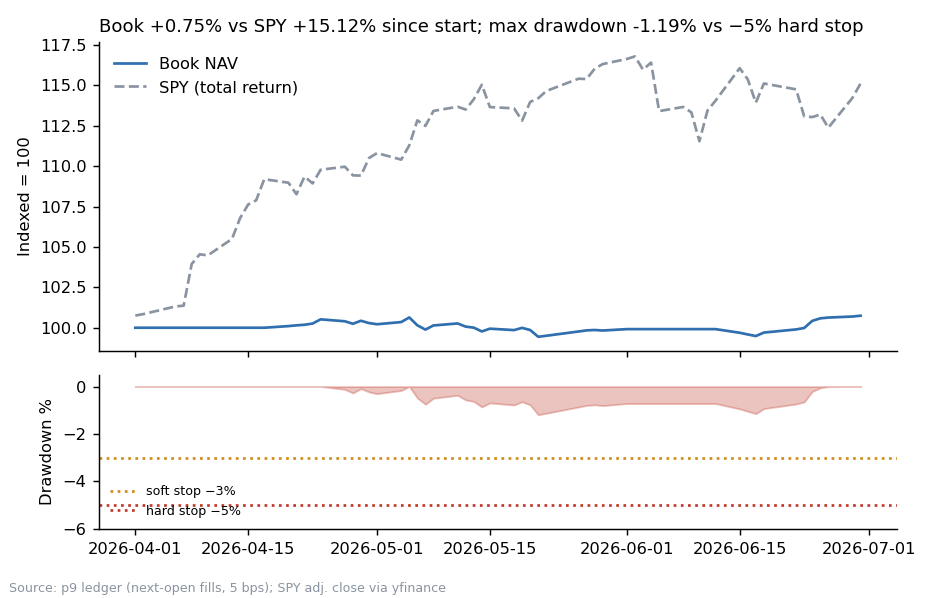 Book +0.75% vs SPY +15.12% since start; max drawdown -1.19% vs −5% hard stop
117.5
115.0
112.5
110.0
107.5
105.0
102.5
100.0
Indexed = 100
Book NAV
SPY (total return)
0
−2
−4
−6
Drawdown %
soft stop −3%
hard stop −5%
2026-04-01 2026-04-15 2026-05-01 2026-05-15 2026-06-01 2026-06-15 2026-07-01
Source: p9 ledger (next-open fills, 5 bps); SPY adj. close via yfinance